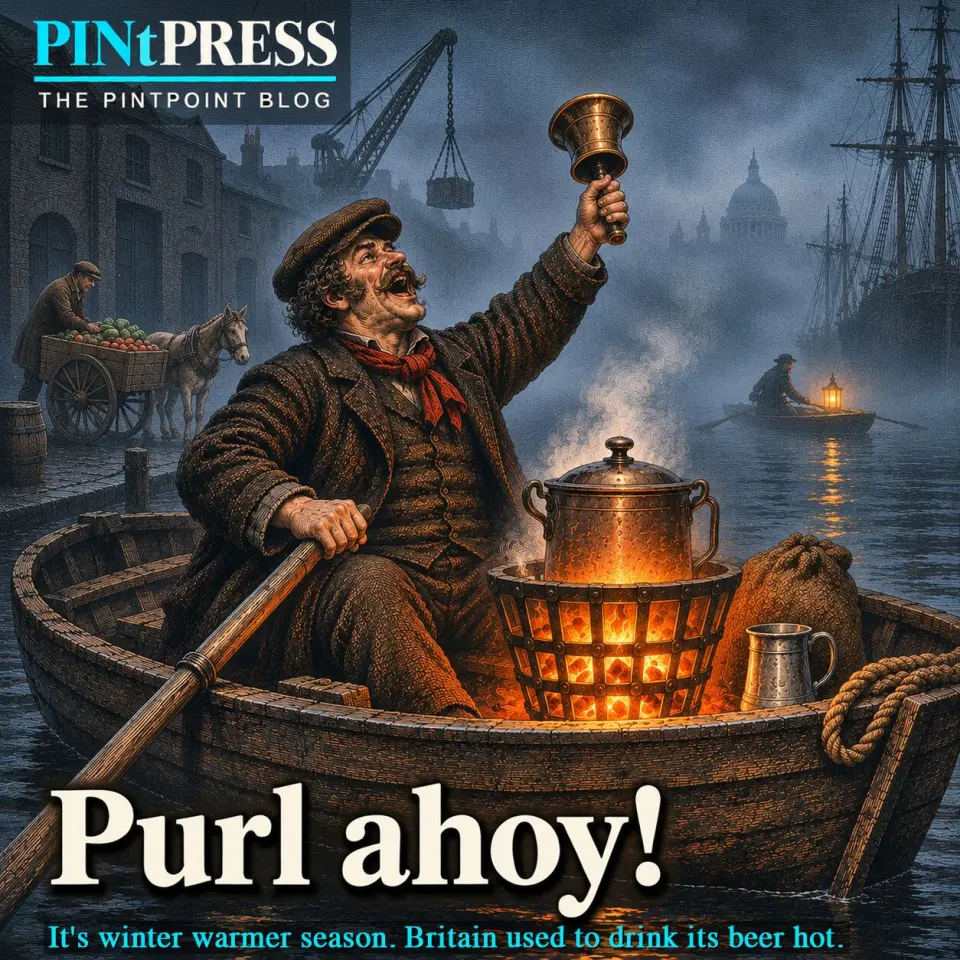 PINtPRESS
THE PINTPOINT BLOG
Purl ahoy!
It's winter warmer season. Britain used to drink its beer hot.